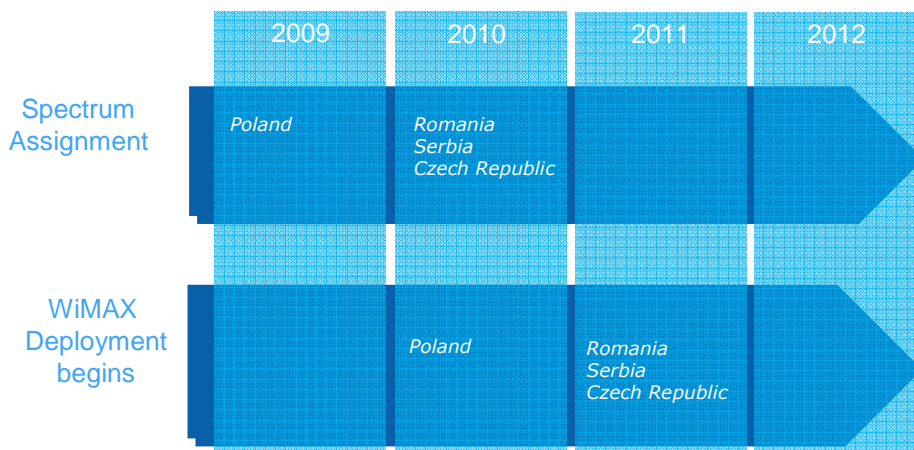 2009
2010
2011
2012
Spectrum
Assignment
Poland
Romania
Serbia
Czech Republic
WiMAX
Deployment
begins
Poland
Romania
Serbia
Czech Republic